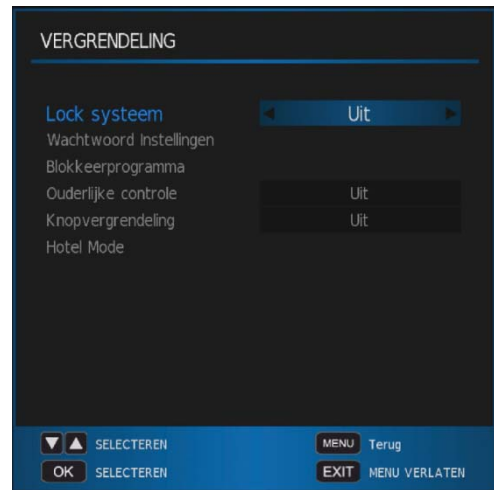 VERGRENDELING
Lock systeem Uit
Wachtwoord Instellingen
Blokkeerprogramma
Ouderlijke controle Uit
Knopvergrendeling Uit
Hotel Mode
SELECTEREN MENU Terug
OK SELECTEREN EXIT MENU VERLATEN